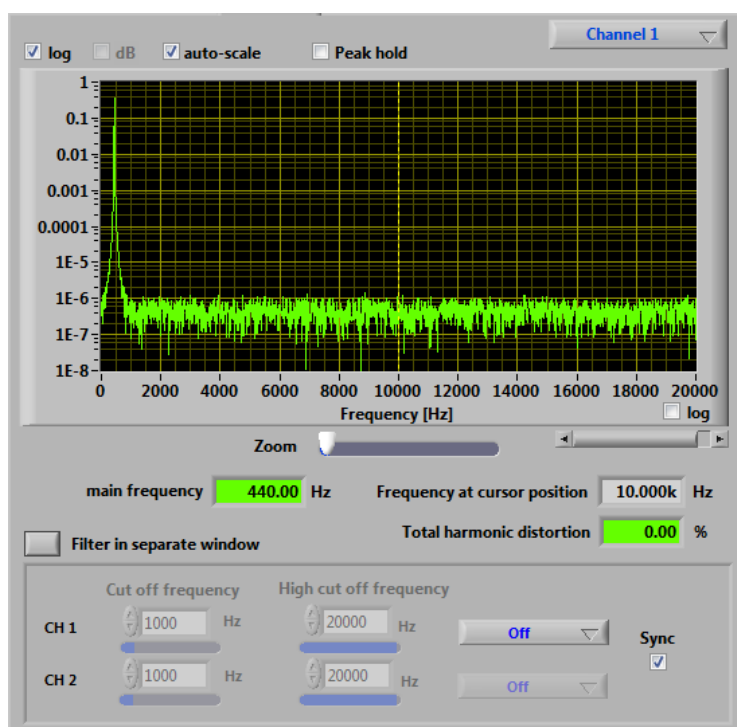 Channel 1
log dB auto-scale Peak hold
1
0.1
0.01
0.001
0.0001
1E-5
1E-6
1E-7
1E-8
0 2000 4000 6000 8000 10000 12000 14000 16000 18000 20000
Frequency [Hz]
log
Zoom
main frequency 440.00 Hz Frequency at cursor position 10.000k Hz
Total harmonic distortion 0.00 %
Filter in separate window
Cut off frequency High cut off frequency
CH 1 1000 Hz 20000 Hz Off Sync
CH 2 1000 Hz 20000 Hz Off